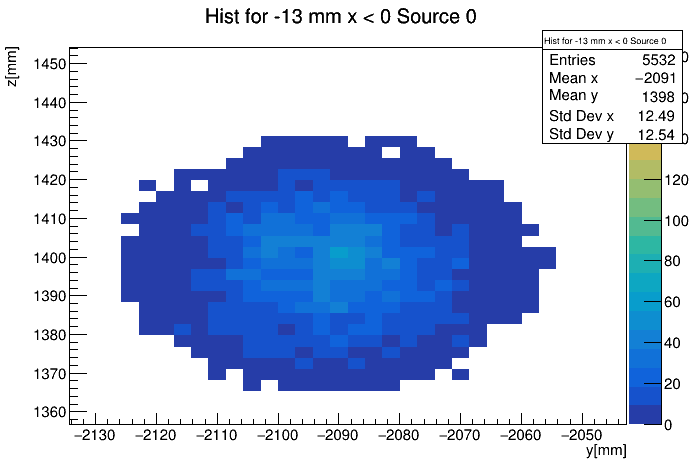 Hist for -13 mm x < 0 Source 0
z[mm]
Hist for -13 mm x < 0 Source 0
Entries 5532
Mean x −2091
Mean y 1398
Std Dev x 12.49
Std Dev y 12.54
1450
1440
1430
1420
1410
1400
1390
1380
1370
1360
120
100
80
60
40
20
0
−2130 −2120 −2110 −2100 −2090 −2080 −2070 −2060 −2050
y[mm]